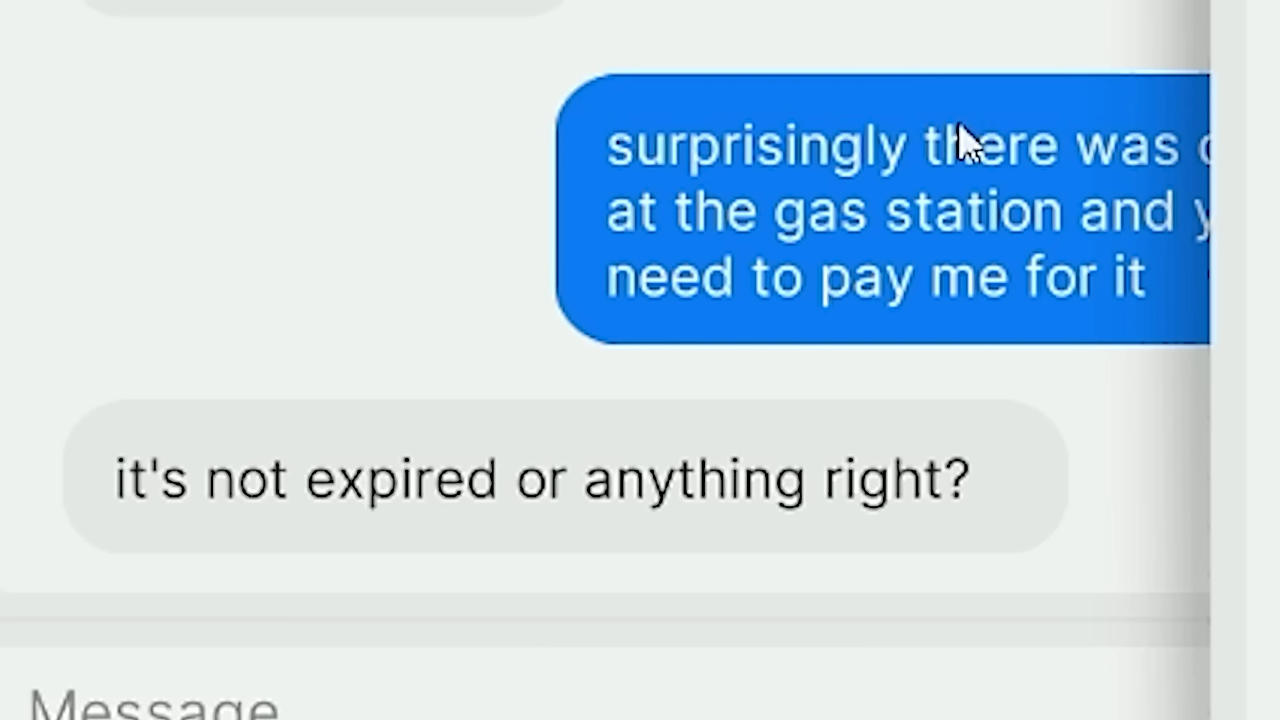 surprisingly there was
at the gas station and
need to pay me for it
it's not expired or anything right?
Message